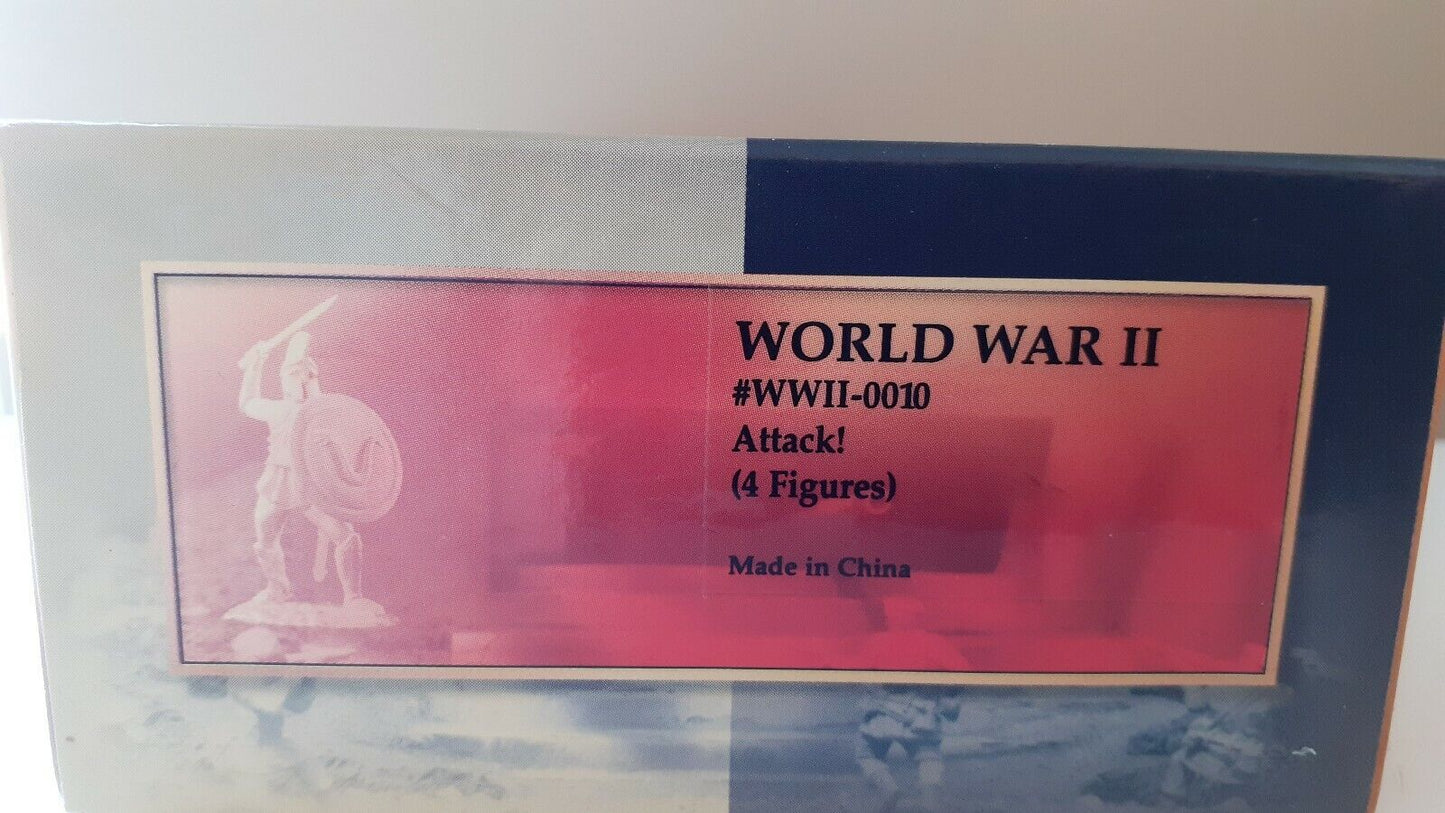 WORLD WAR II
#WWII-0010
Attack!
(4 Figures)
Made in China